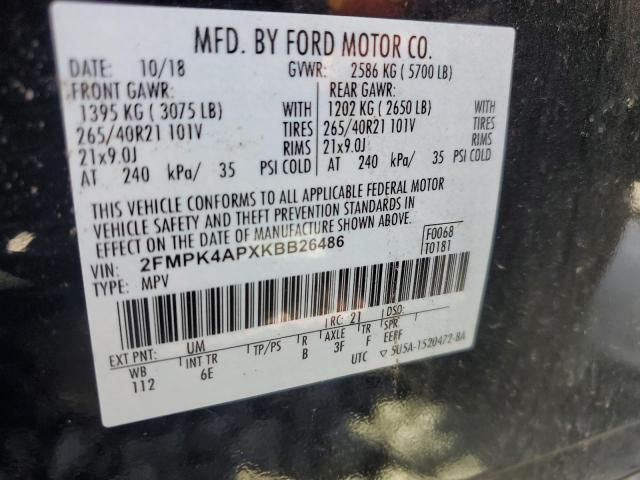 MFD. BY FORD MOTOR CO.
DATE: 10/18 GVWR: 2586 KG ( 5700 LB)
FRONT GAWR: REAR GAWR:
1395 KG ( 3075 LB) WITH 1202 KG ( 2650 LB) WITH
265/40R21 101V TIRES 265/40R21 101V TIRES
21x9.0J RIMS 21x9.0J RIMS
AT 240 kPa/ 35 PSI COLD AT 240 kPa/ 35 PSI COLD
THIS VEHICLE CONFORMS TO ALL APPLICABLE FEDERAL MOTOR
VEHICLE SAFETY AND THEFT PREVENTION STANDARDS IN
EFFECT ON THE DATE OF MANUFACTURE SHOWN ABOVE.
VIN: 2FMPK4APXKBB26486 F0068
TYPE: MPV T0181
EXT PNT: UM RC: 21 DSO:
WB INT TR TP/PS R AXLE TR SPR
112 6E B 3F F EEFF
UTC ▽ 5U5A-1520472-BA